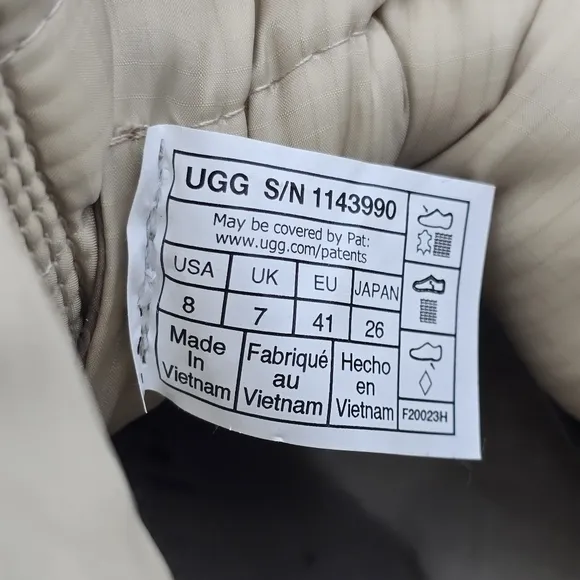 UGG S/N 1143990
May be covered by Pat:
www.ugg.com/patents
USA UK EU JAPAN
8 7 41 26
Made In Vietnam
Fabriqué au Vietnam
Hecho en Vietnam
F20023H